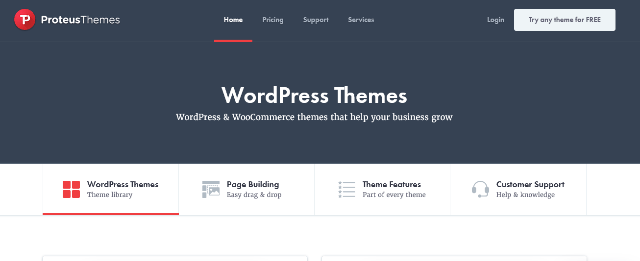 ProteusThemes
Home Pricing Support Services
Login Try any theme for FREE
WordPress Themes
WordPress & WooCommerce themes that help your business grow
WordPress Themes
Theme library
Page Building
Easy drag & drop
Theme Features
Part of every theme
Customer Support
Help & knowledge